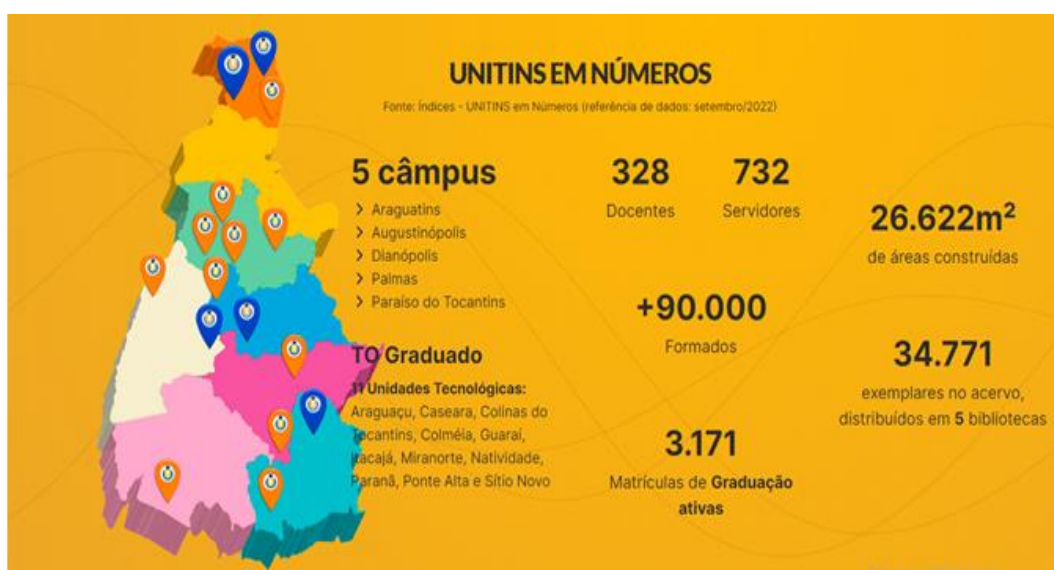 UNITINS EM NÚMEROS
Fonte: Índices - UNITINS em Números (referência de dados: setembro/2022)
5 câmpus
> Araguatins
> Augustinópolis
> Dianópolis
> Palmas
> Paraíso do Tocantins
TO Graduado
11 Unidades Tecnológicas:
Araguaçu, Caseara, Colinas do
Tocantins, Colméia, Guaraí,
Itacajá, Miranorte, Natividade,
Paranã, Ponte Alta e Sítio Novo
328
Docentes
732
Servidores
+90.000
Formados
3.171
Matrículas de Graduação
ativas
26.622m²
de áreas construídas
34.771
exemplares no acervo,
distribuídos em 5 bibliotecas